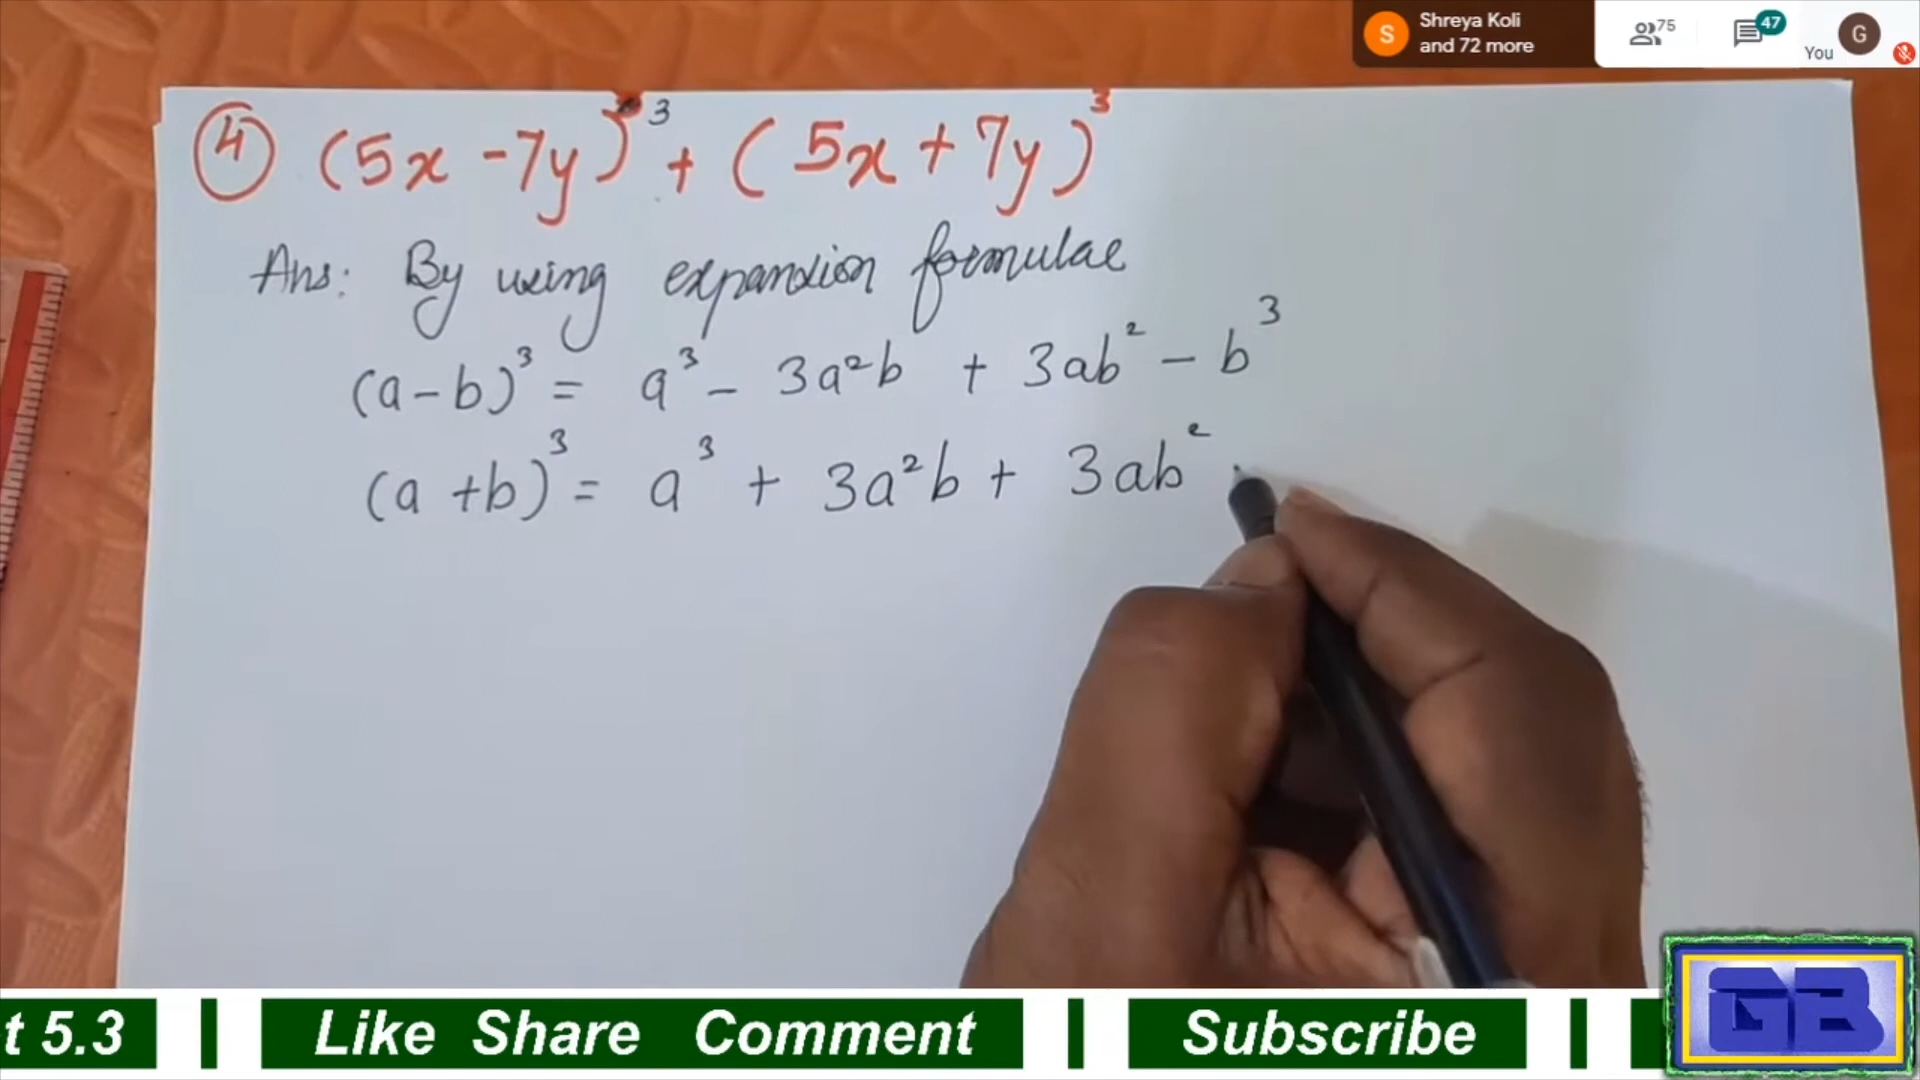 Shreya Koli
and 72 more
S
75
47
You
G
④ (5x - 7y)³ + (5x + 7y)³
Ans: By using expansion formulae
(a - b)³ = a³ - 3a²b + 3ab² - b³
(a + b)³ = a³ + 3a²b + 3ab²
t 5.3 | Like Share Comment | Subscribe |
GB